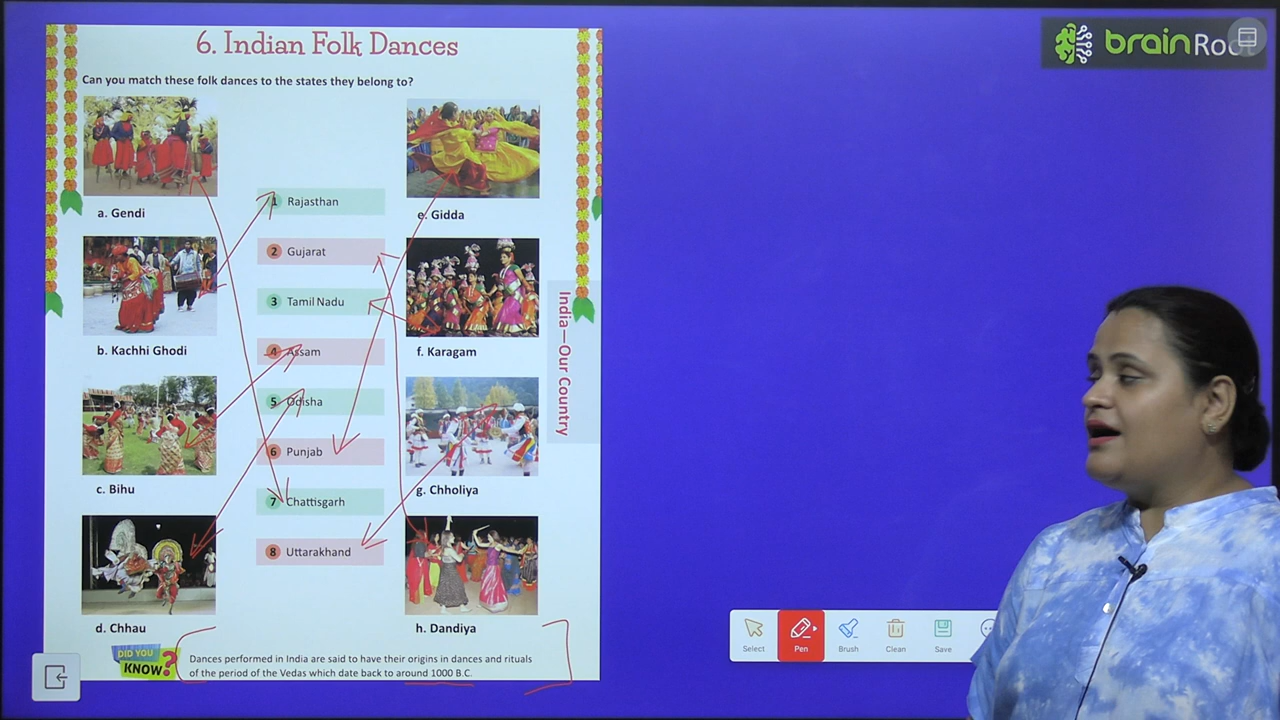 6. Indian Folk Dances
Can you match these folk dances to the states they belong to?
a. Gendi
b. Kachhi Ghodi
c. Bihu
d. Chhau
1 Rajasthan
2 Gujarat
3 Tamil Nadu
4 Assam
5 Odisha
6 Punjab
7 Chattisgarh
8 Uttarakhand
e. Gidda
f. Karagam
g. Chholiya
h. Dandiya
India—Our Country
DID YOU
KNOW?
Dances performed in India are said to have their origins in dances and rituals
of the period of the Vedas which date back to around 1000 B.C.
Select
Pen
Brush
Clean
Save